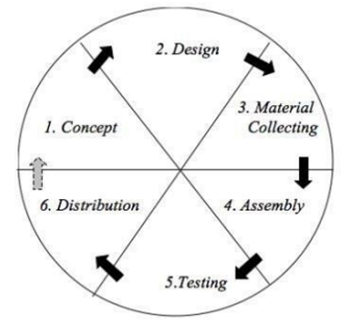 1. Concept
2. Design
3. Material
Collecting
4. Assembly
5.Testing
6. Distribution